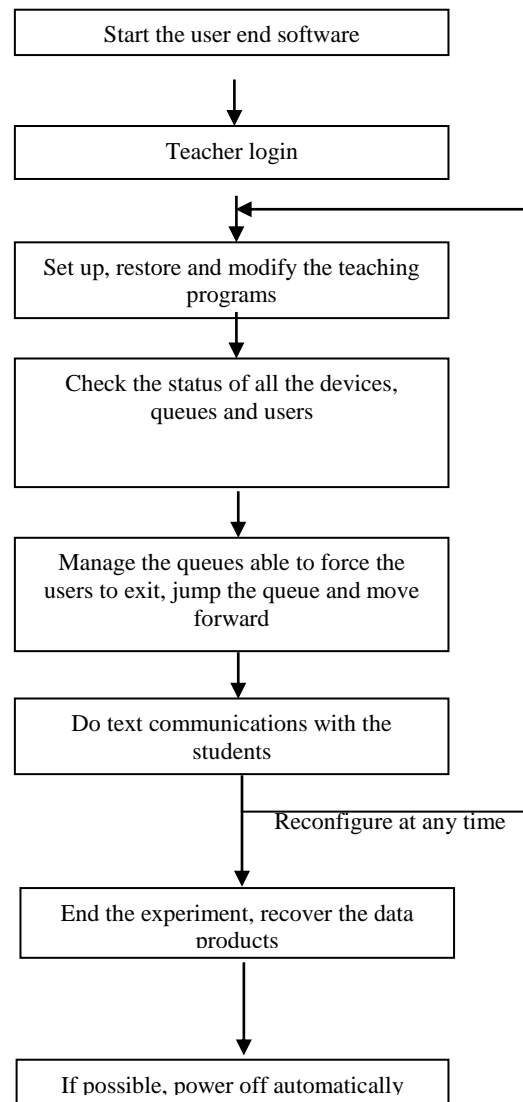 Start the user end software
Teacher login
Set up, restore and modify the teaching
programs
Check the status of all the devices,
queues and users
Manage the queues able to force the
users to exit, jump the queue and move
forward
Do text communications with the
students
Reconfigure at any time
End the experiment, recover the data
products
If possible, power off automatically